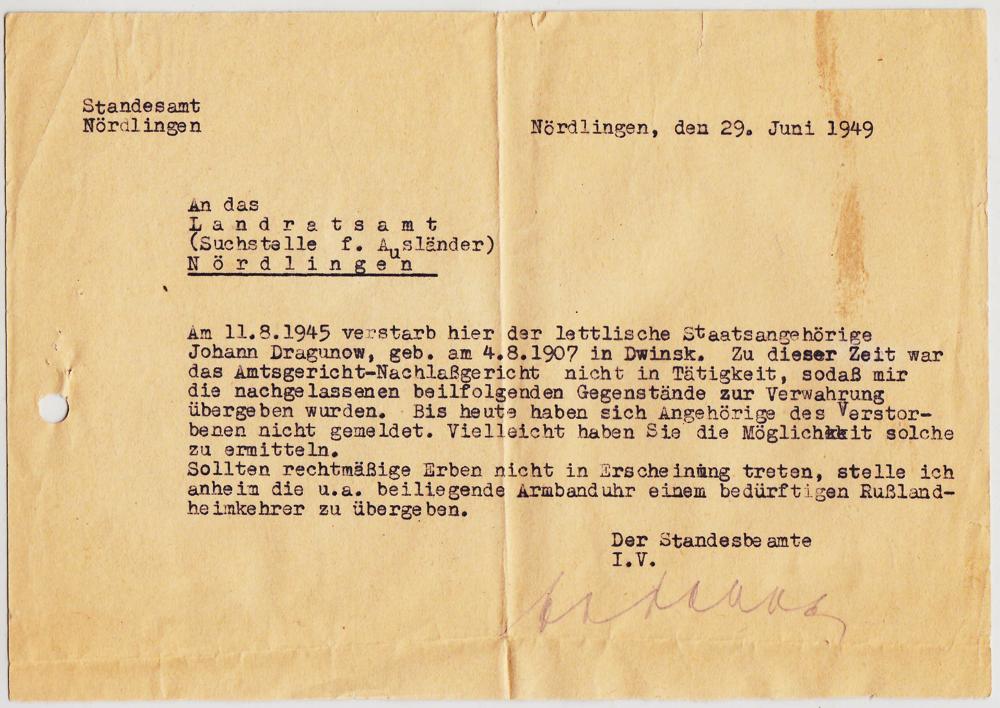 Standesamt
Nördlingen
Nördlingen, den 29. Juni 1949
An das
L a n d r a t s a m t
(Suchstelle f. Ausländer)
N ö r d l i n g e n
Am 11.8.1945 verstarb hier der lettlische Staatsangehörige
Johann Dragunow, geb. am 4.8.1907 in Dwinsk. Zu dieser Zeit war
das Amtsgericht-Nachlaßgericht nicht in Tätigkeit, sodaß mir
die nachgelassenen beilfolgenden Gegenstände zur Verwahrung
übergeben wurden. Bis heute haben sich Angehörige des Verstor-
benen nicht gemeldet. Vielleicht haben Sie die Möglichkeit solche
zu ermitteln.
Sollten rechtmäßige Erben nicht in Erscheinung treten, stelle ich
anheim die u.a. beiliegende Armbanduhr einem bedürftigen Rußland-
heimkehrer zu übergeben.
Der Standesbeamte
I.V.